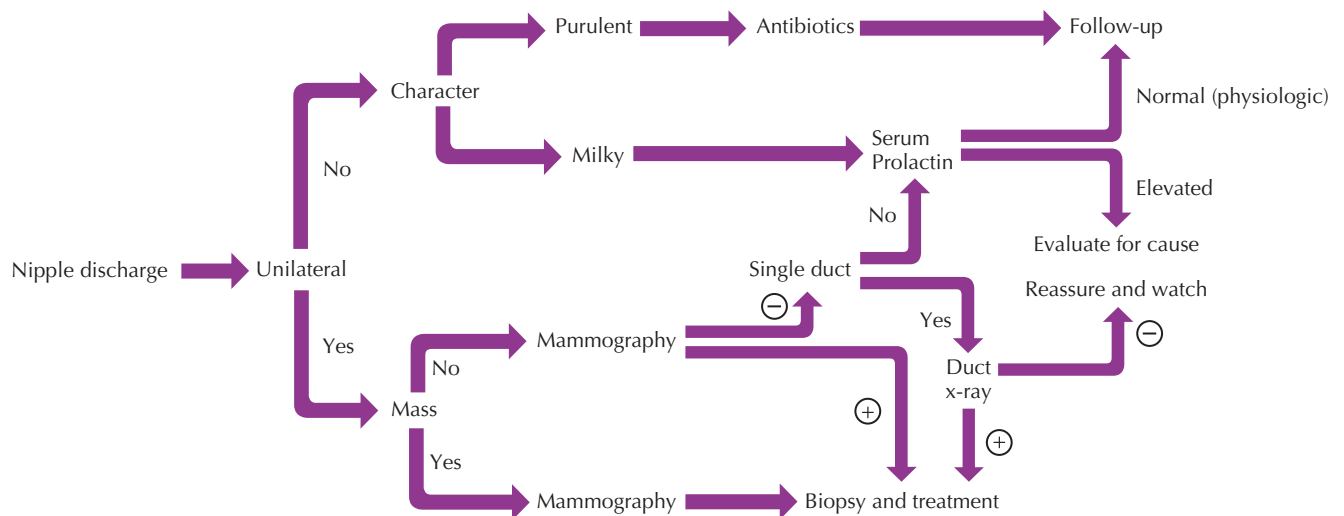 Purulent
Antibiotics
Follow-up
Character
Normal (physiologic)
No
Milky
Serum
Prolactin
Elevated
No
Nipple discharge
Unilateral
Single duct
Evaluate for cause
Reassure and watch
−
Yes
Yes
No
Mammography
−
Duct
x-ray
Mass
+
+
Yes
Mammography
Biopsy and treatment